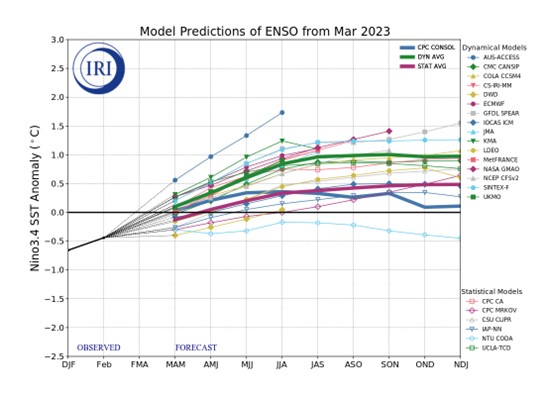 Model Predictions of ENSO from Mar 2023
IRI
CPC CONSOL
DYN AVG
STAT AVG
Dynamical Models
AUS-ACCESS
CMC CANSIP
COLA CCSM4
CS-IRI-MM
DWD
ECMWF
GFDL SPEAR
IOCAS ICM
JMA
KMA
LDEO
MetFRANCE
NASA GMAO
NCEP CFSv2
SINTEX-F
UKMO
Statistical Models
CPC CA
CPC MRKOV
CSU CLIPR
IAP-NN
NTU CODA
UCLA-TCD
Nino3.4 SST Anomaly (° C)
3.0
2.5
2.0
1.5
1.0
0.5
0.0
−0.5
−1.0
−1.5
−2.0
−2.5
OBSERVED
FORECAST
DJF Feb FMA MAM AMJ MJJ JJA JAS ASO SON OND NDJ